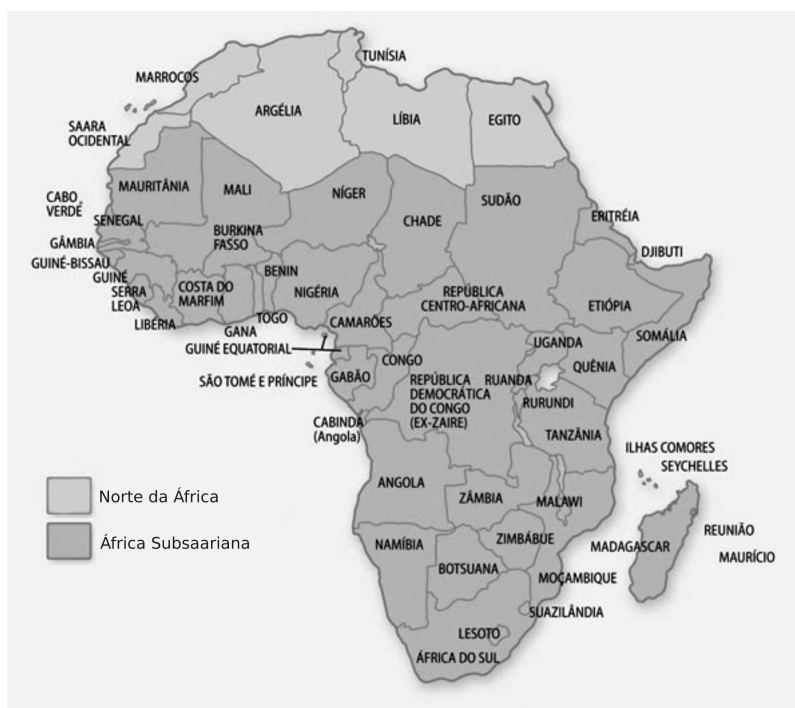 TUNÍSIA
MARROCOS
ARGÉLIA
LÍBIA
EGITO
SAARA
OCIDENTAL
MAURITÂNIA
MALI
NÍGER
CHADE
SUDÃO
CABO
VERDE
SENEGAL
ERITRÉIA
BURKINA
FASSO
GÂMBIA
DJIBUTI
GUINÉ-BISSAU
GUINÉ
BENIN
COSTA DO
MARFIM
NIGÉRIA
SERRA
LEOA
REPÚBLICA
CENTRO-AFRICANA
ETIÓPIA
LIBÉRIA
TOGO
GANA
CAMARÕES
SOMÁLIA
UGANDA
GUINÉ EQUATORIAL
CONGO
QUÊNIA
SÃO TOMÉ E PRÍNCIPE
GABÃO
REPÚBLICA
DEMOCRÁTICA
DO CONGO
(EX-ZAIRE)
RUANDA
RURUNDI
CABINDA
(Angola)
TANZÂNIA
ILHAS COMORES
SEYCHELLES
ANGOLA
ZÂMBIA
MALAWI
Norte da África
África Subsaariana
NAMÍBIA
ZIMBÁBUE
MADAGASCAR
REUNIÃO
MAURÍCIO
BOTSUANA
MOÇAMBIQUE
SUAZILÂNDIA
LESOTO
ÁFRICA DO SUL